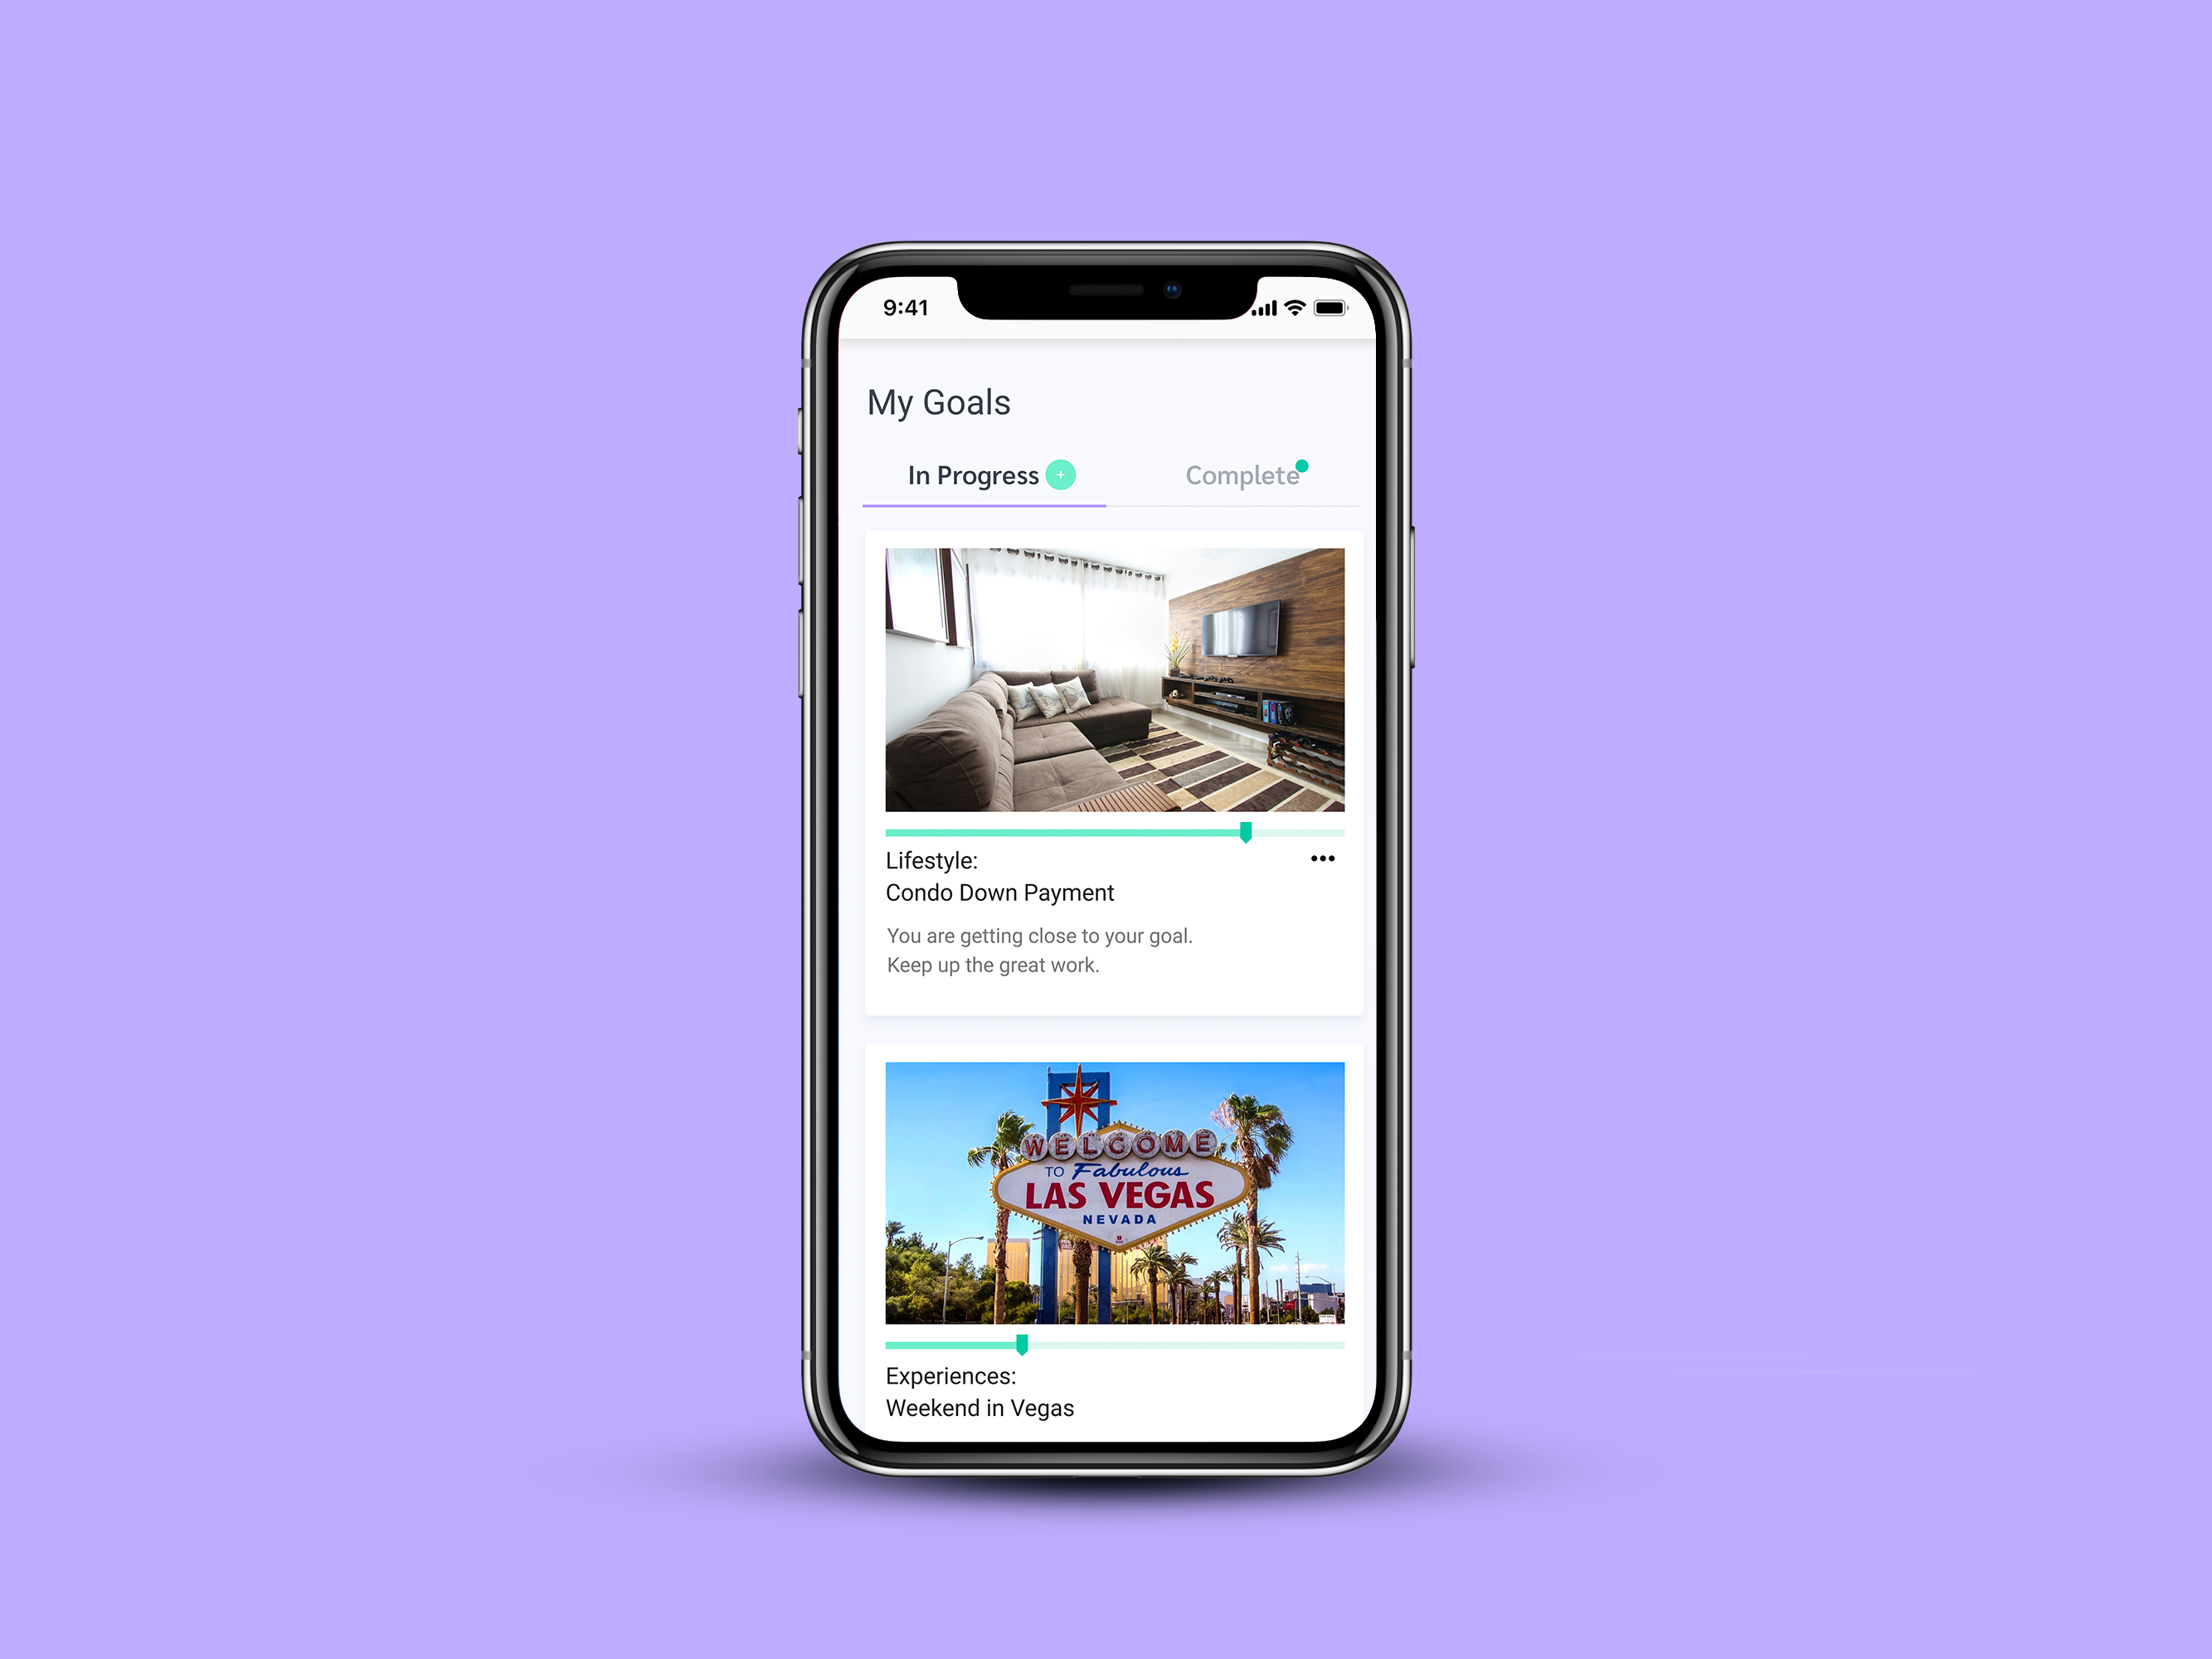 9:41
My Goals
In Progress +
Complete
Lifestyle:
Condo Down Payment
You are getting close to your goal.
Keep up the great work.
WELCOME
TO Fabulous
LAS VEGAS
NEVADA
Experiences:
Weekend in Vegas